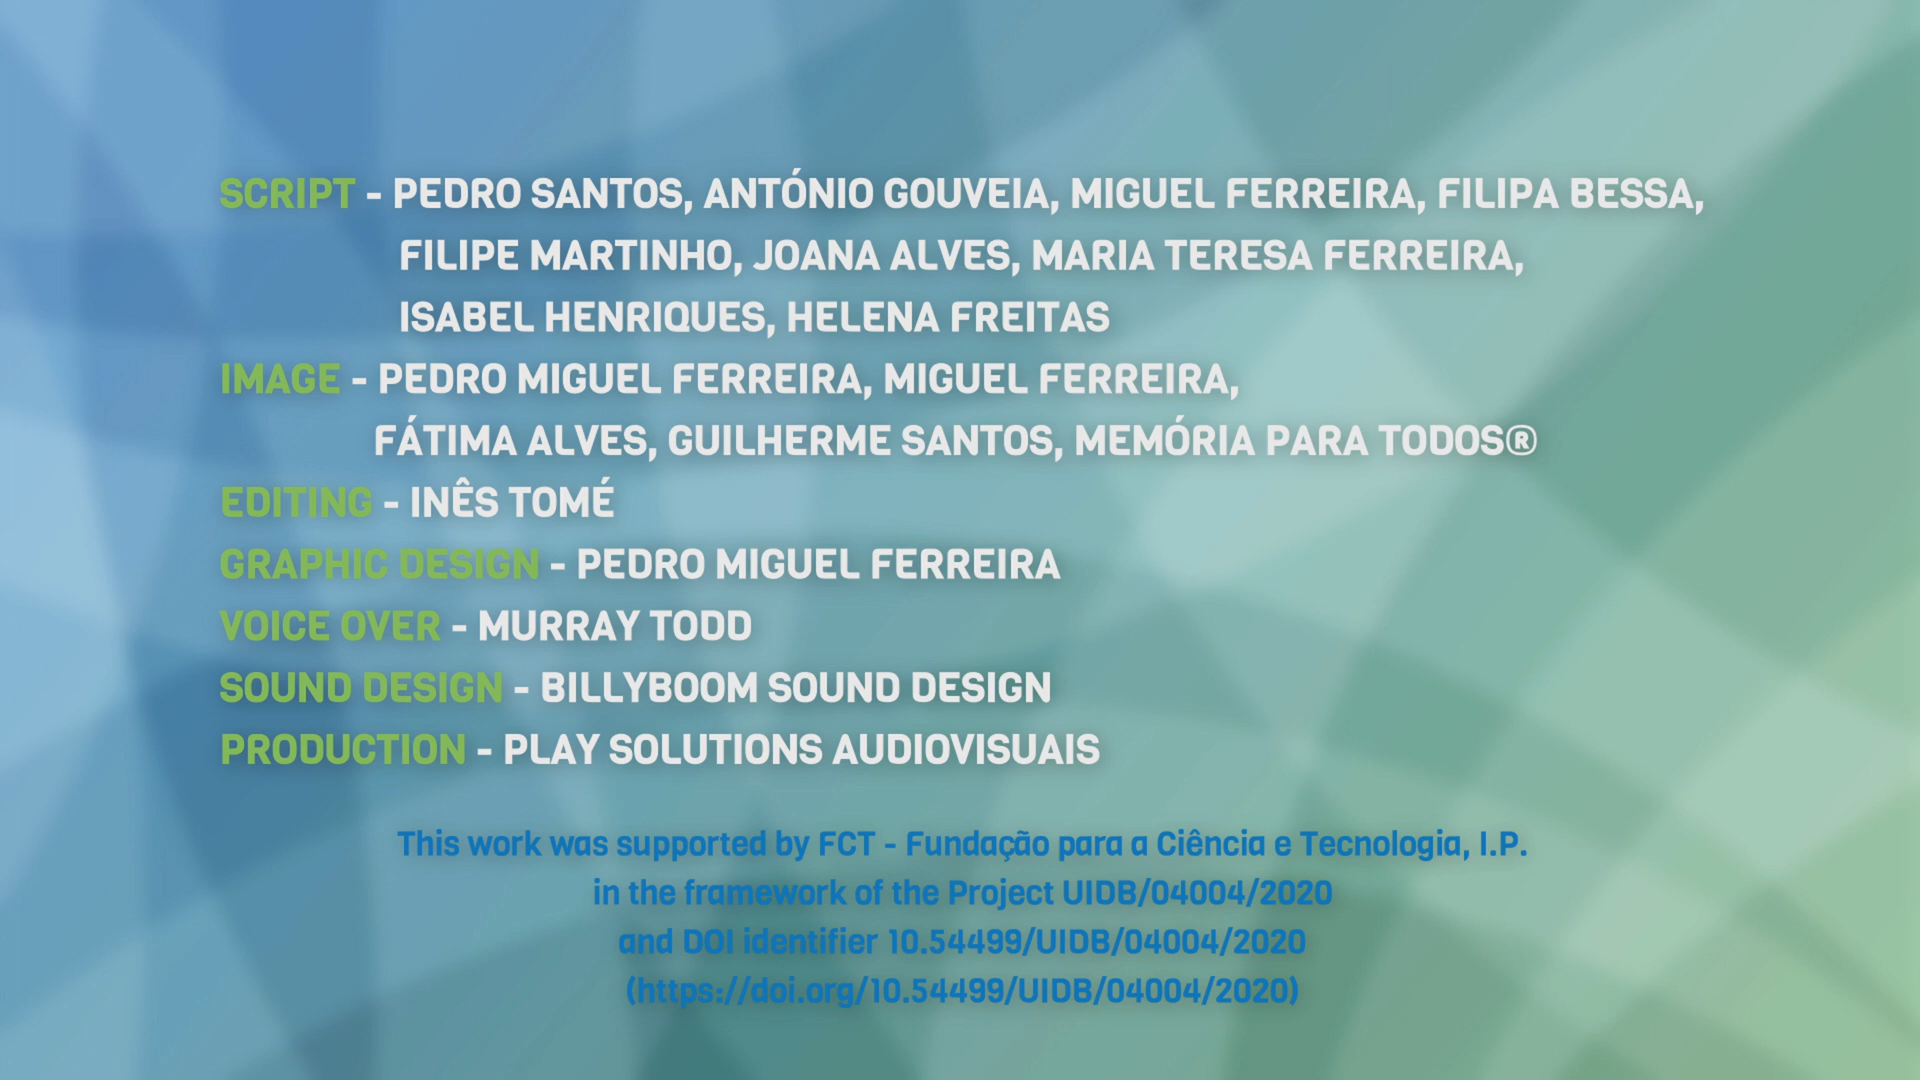 SCRIPT - PEDRO SANTOS, ANTÓNIO GOUVEIA, MIGUEL FERREIRA, FILIPA BESSA,
FILIPE MARTINHO, JOANA ALVES, MARIA TERESA FERREIRA,
ISABEL HENRIQUES, HELENA FREITAS
IMAGE - PEDRO MIGUEL FERREIRA, MIGUEL FERREIRA,
FÁTIMA ALVES, GUILHERME SANTOS, MEMÓRIA PARA TODOS®
EDITING - INÊS TOMÉ
GRAPHIC DESIGN - PEDRO MIGUEL FERREIRA
VOICE OVER - MURRAY TODD
SOUND DESIGN - BILLYBOOM SOUND DESIGN
PRODUCTION - PLAY SOLUTIONS AUDIOVISUAIS
This work was supported by FCT - Fundação para a Ciência e Tecnologia, I.P.
in the framework of the Project UIDB/04004/2020
and DOI identifier 10.54499/UIDB/04004/2020
(https://doi.org/10.54499/UIDB/04004/2020)